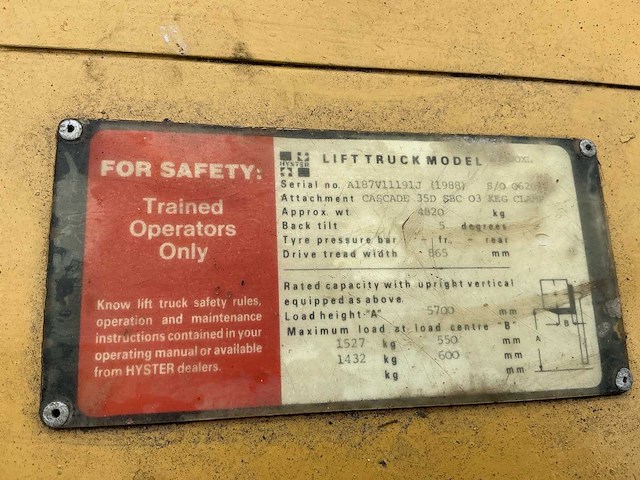 FOR SAFETY:
Trained
Operators
Only
Know lift truck safety rules,
operation and maintenance
instructions contained in your
operating manual or available
from HYSTER dealers.
HYSTER
LIFT TRUCK MODEL
Serial no. A187V11191J (1988) S/O
Attachment CASCADE 35D SBC 03 KEG CLAMP
Approx. wt. 4820 kg
Back tilt 5 degrees
Tyre pressure bar - fr. - rear
Drive tread width 865 mm
Rated capacity with upright vertical
equipped as above
Load height "A" 5700 mm
Maximum load at load centre "B"
1527 kg 550 mm
1432 kg 600 mm
kg mm
B
A